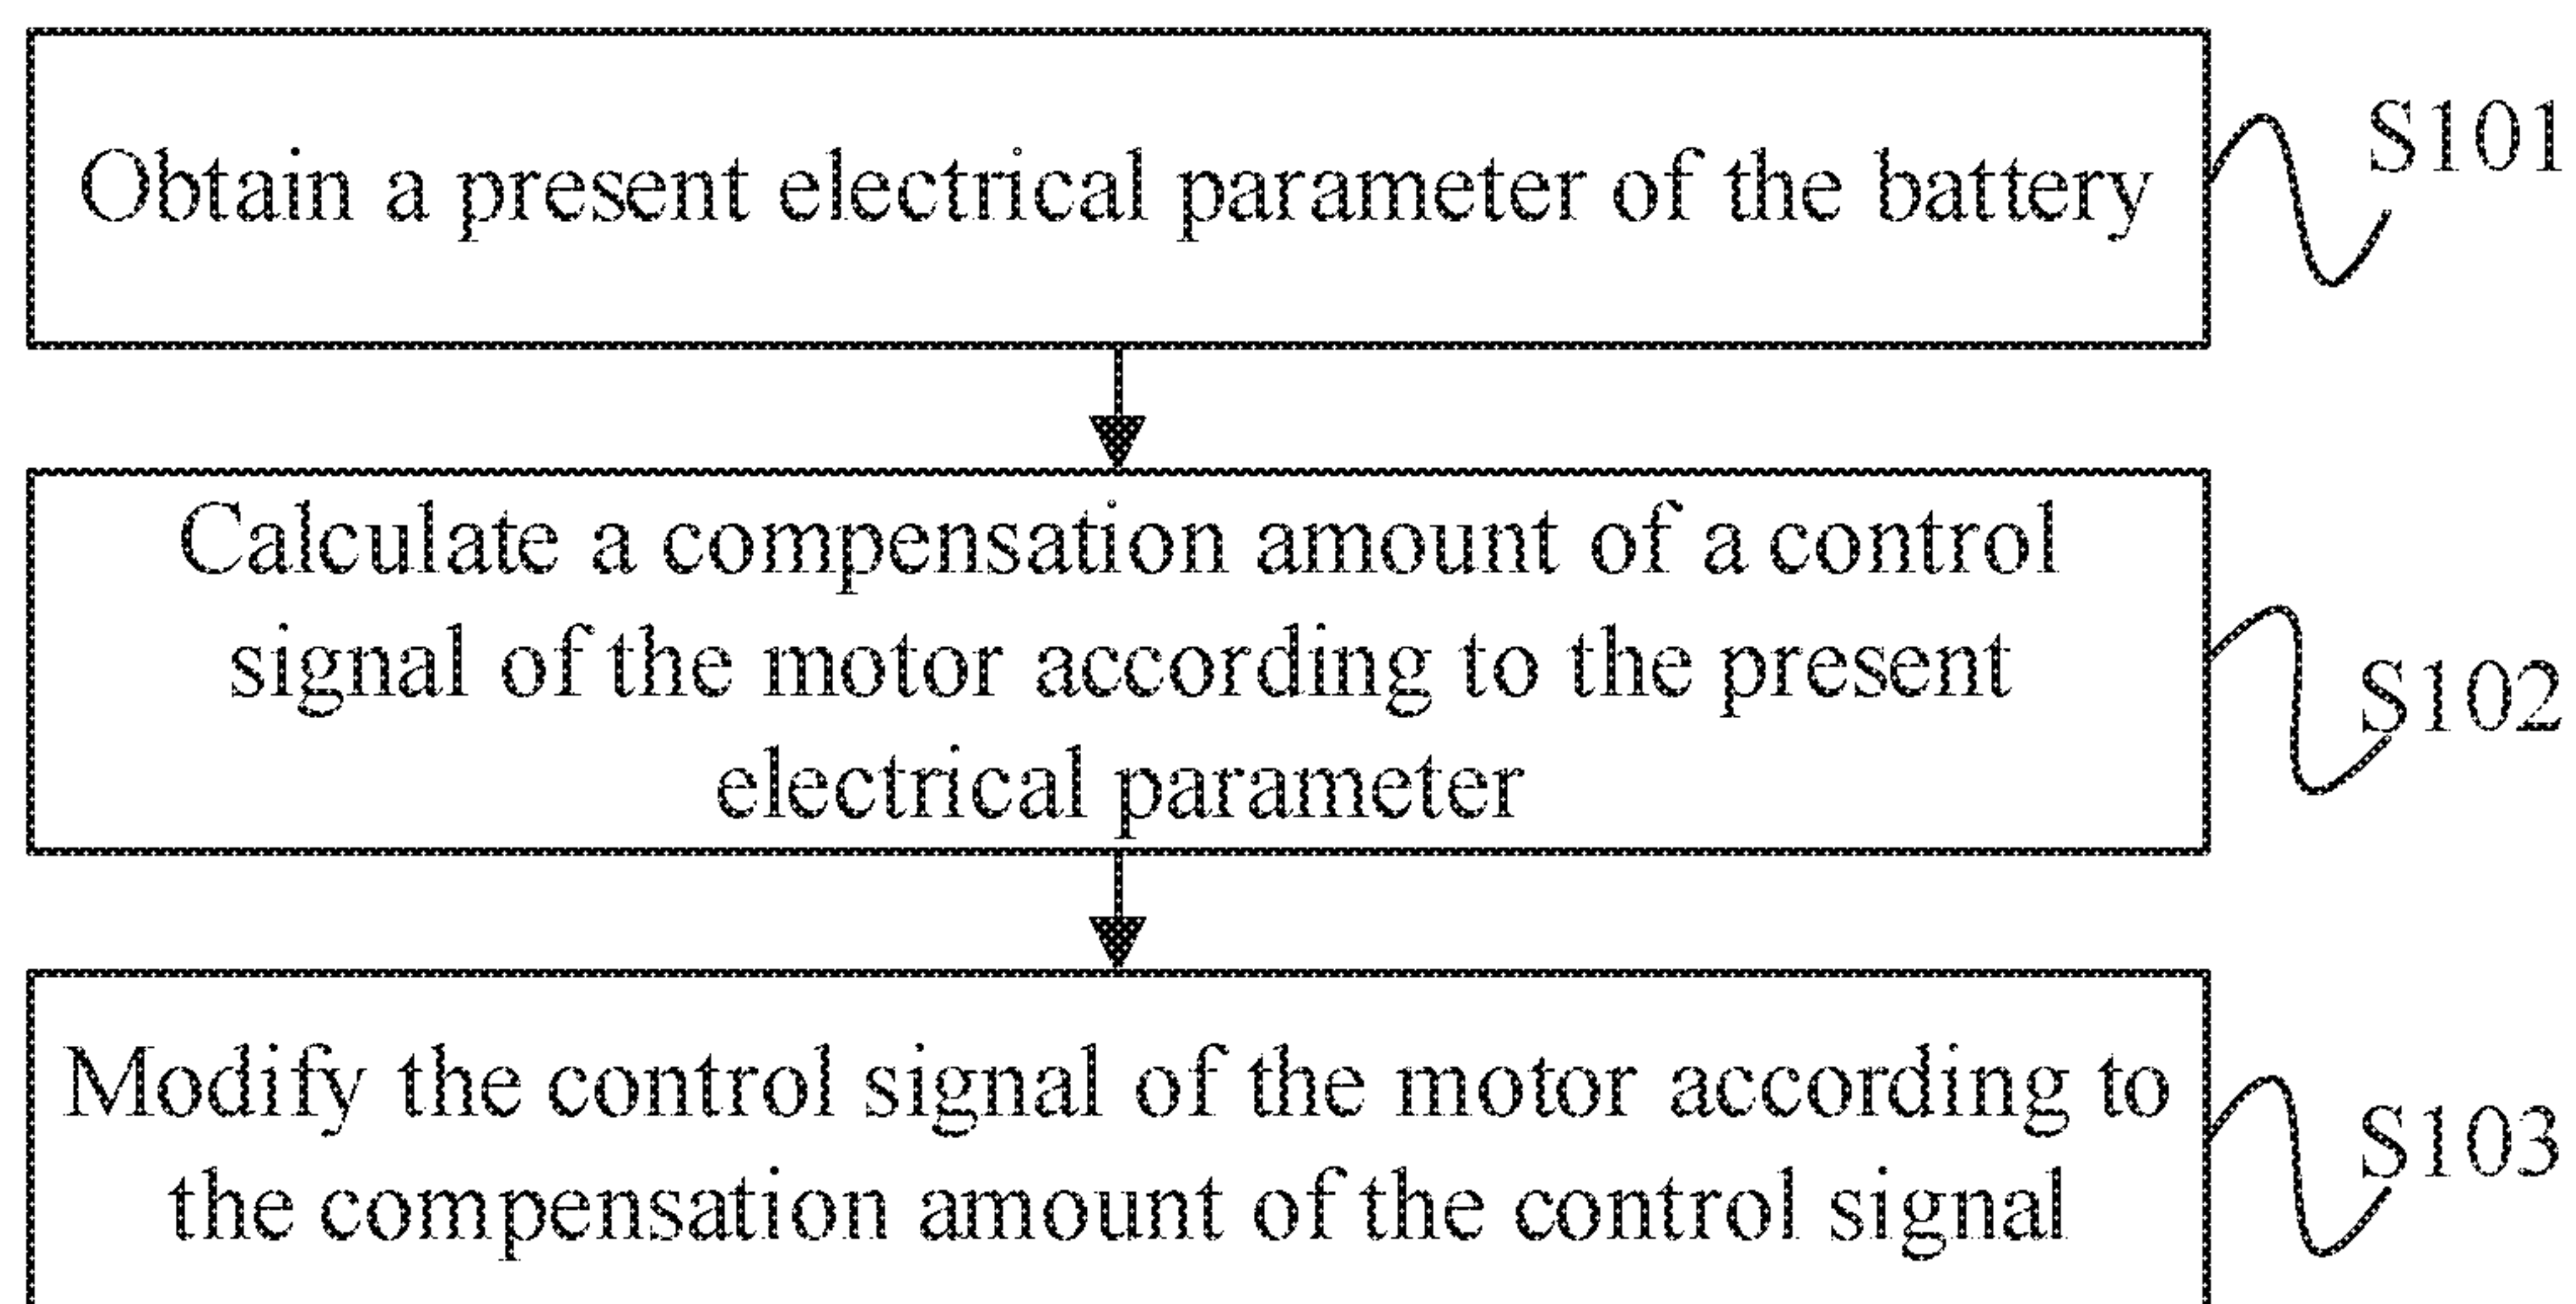 Obtain a present electrical parameter of the battery
S101
Calculate a compensation amount of a control
signal of the motor according to the present
electrical parameter
S102
Modify the control signal of the motor according to
the compensation amount of the control signal
S103